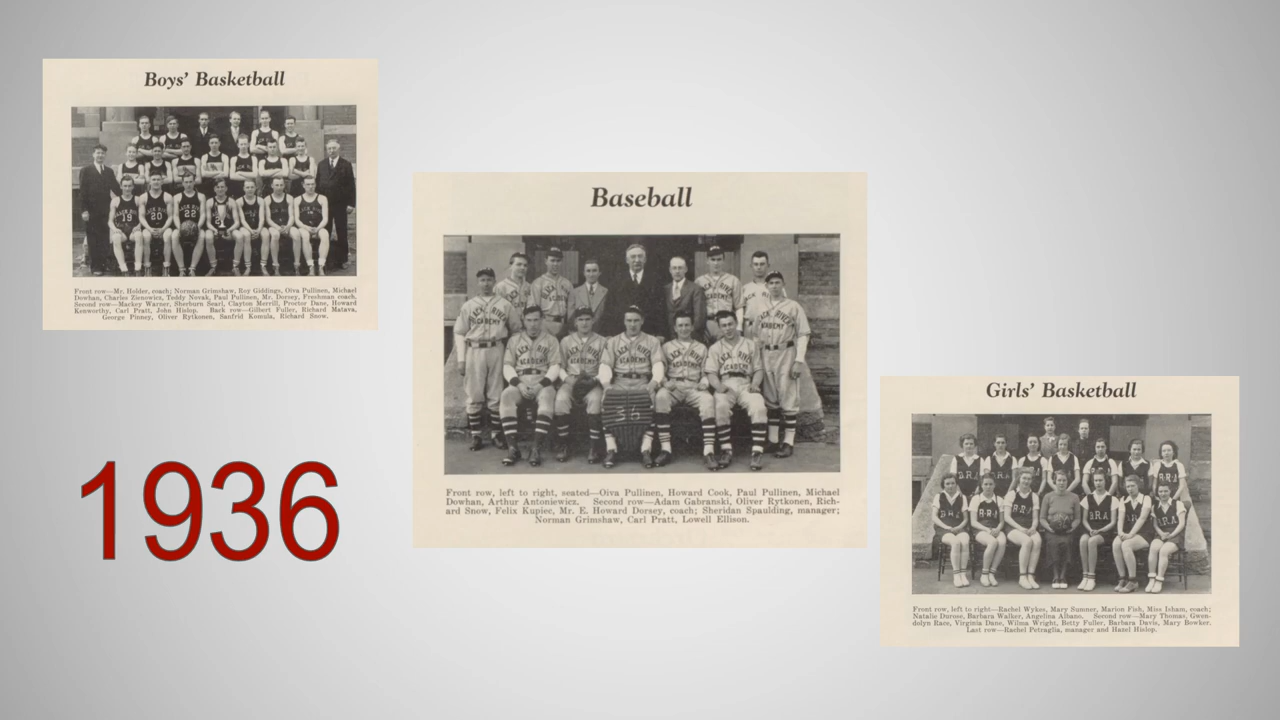 Boys' Basketball
19
20
22
Front row—Mr. Holder, coach; Norman Grimshaw, Roy Giddings, Oiva Pullinen, Michael
Dowhan, Charles Zienowicz, Teddy Novak, Paul Pullinen, Mr. Dorsey, Freshman coach.
Second row—Mackey Warner, Sherburn Searl, Clayton Merrill, Proctor Dane, Howard
Kenworthy, Carl Pratt, John Hislop. Back row—Gilbert Fuller, Richard Matava,
George Pinney, Oliver Rytkonen, Sanfrid Komula, Richard Snow.
Baseball
ACK RIVER
ACADEMY
36
Front row, left to right, seated—Oiva Pullinen, Howard Cook, Paul Pullinen, Michael
Dowhan, Arthur Antoniewicz. Second row—Adam Gabranski, Oliver Rytkonen, Rich-
ard Snow, Felix Kupiec, Mr. E. Howard Dorsey, coach; Sheridan Spaulding, manager;
Norman Grimshaw, Carl Pratt, Lowell Ellison.
1936
Girls' Basketball
B.R.A
Front row, left to right—Rachel Wykes, Mary Sumner, Marion Fish, Miss Isham, coach;
Natalie Durose, Barbara Walker, Angelina Albano. Second row—Mary Thomas, Gwen-
dolyn Race, Virginia Dane, Wilma Wright, Betty Fuller, Barbara Davis, Mary Bowker.
Last row—Rachel Petraglia, manager and Hazel Hislop.